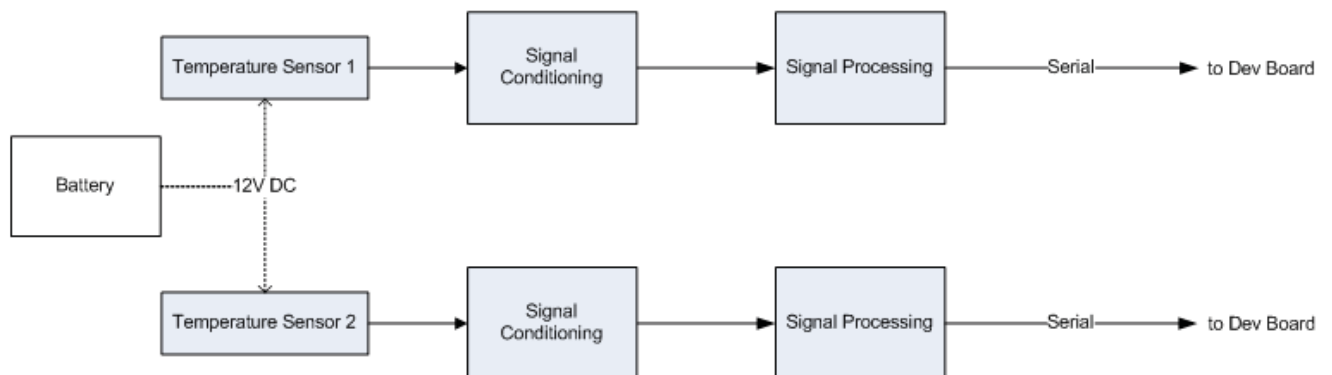 Temperature Sensor 1
Signal
Conditioning
Signal Processing
Serial
to Dev Board
Battery
12V DC
Temperature Sensor 2
Signal
Conditioning
Signal Processing
Serial
to Dev Board